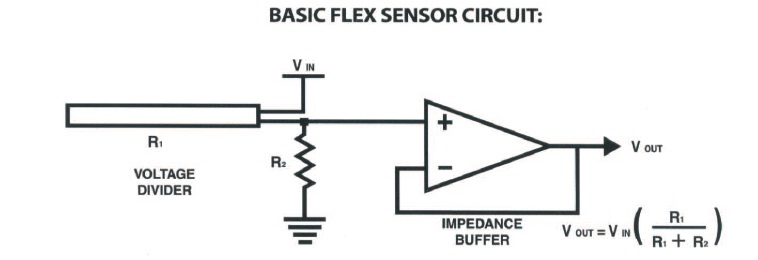 BASIC FLEX SENSOR CIRCUIT:
V IN
R1
VOLTAGE
DIVIDER
R2
+
−
V OUT
IMPEDANCE
BUFFER
V OUT = V IN ( R1 / R1 + R2 )